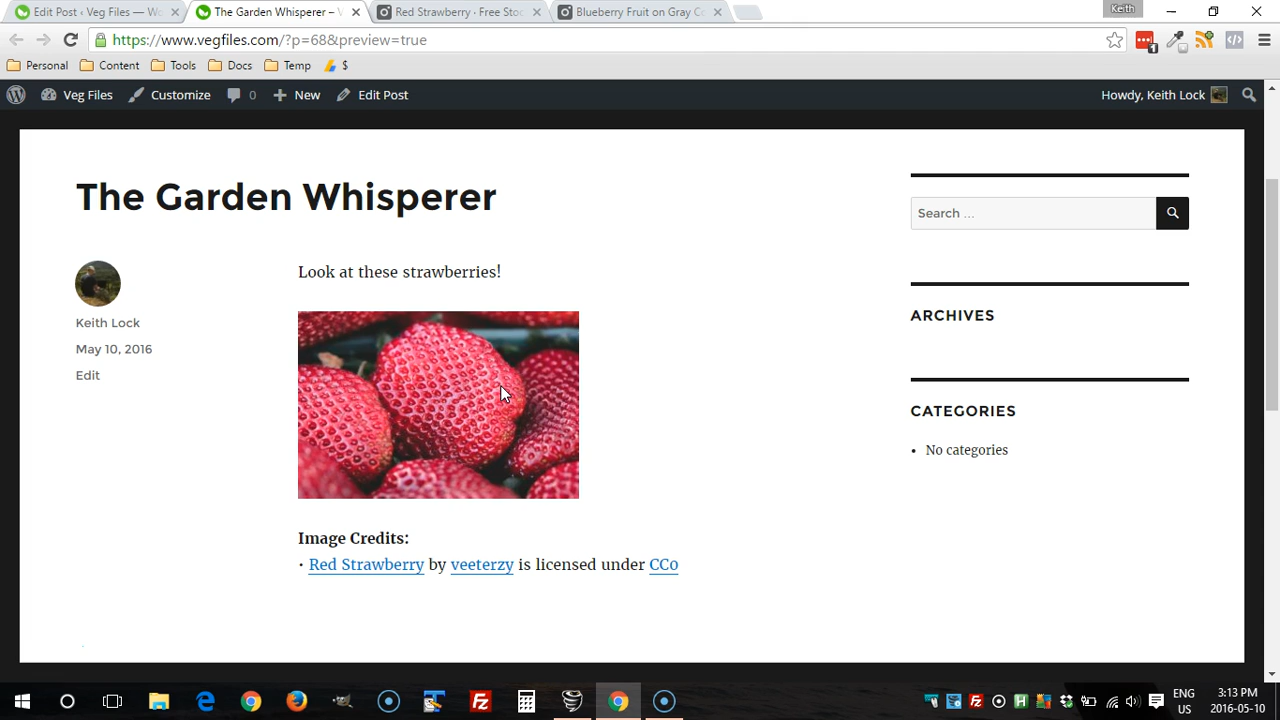 Edit Post ‹ Veg Files — Wo
The Garden Whisperer – V
Red Strawberry · Free Stoc
Blueberry Fruit on Gray Co
Keith
https://www.vegfiles.com/?p=68&preview=true
1
Personal
Content
Tools
Docs
Temp
$
Veg Files
Customize
0
New
Edit Post
Howdy, Keith Lock
The Garden Whisperer
Search …
Look at these strawberries!
Keith Lock
May 10, 2016
Edit
ARCHIVES
CATEGORIES
• No categories
Image Credits:
• Red Strawberry by veeterzy is licensed under CC0
ENG
US
3:13 PM
2016-05-10